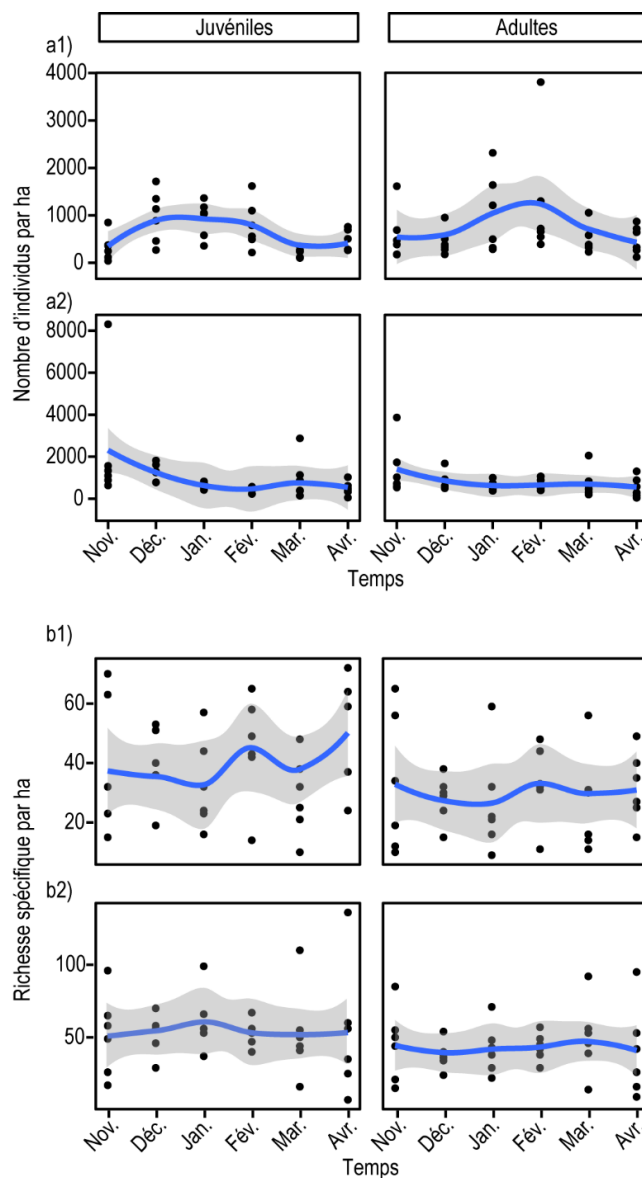 Juvéniles
Adultes
a1)
4000
3000
2000
1000
0
a2)
8000
6000
4000
2000
0
Nombre d'individus par ha
Nov.
Déc.
Jan.
Fév.
Mar.
Avr.
Nov.
Déc.
Jan.
Fév.
Mar.
Avr.
Temps
b1)
60
40
20
b2)
100
50
Richesse spécifique par ha
Nov.
Déc.
Jan.
Fév.
Mar.
Avr.
Nov.
Déc.
Jan.
Fév.
Mar.
Avr.
Temps